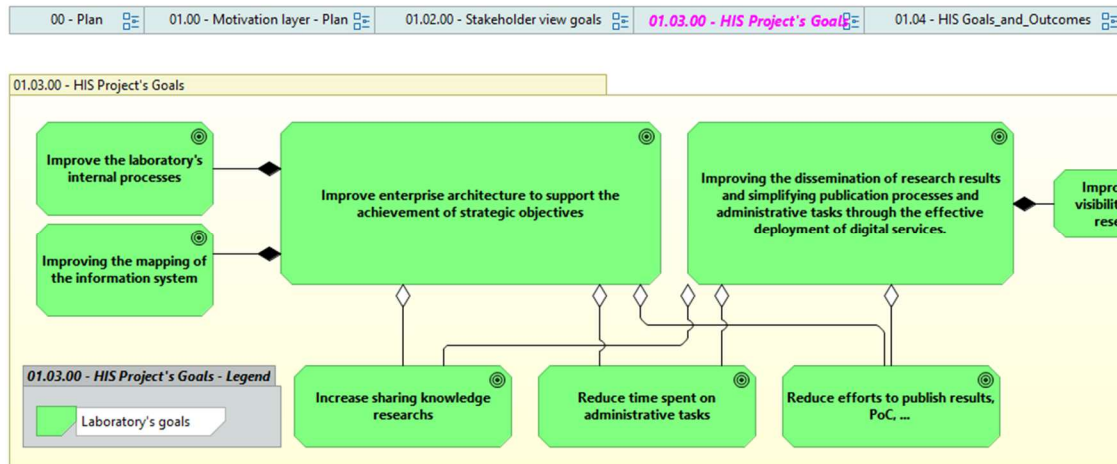 00 - Plan
01.00 - Motivation layer - Plan
01.02.00 - Stakeholder view goals
01.03.00 - HIS Project's Goals
01.04 - HIS Goals_and_Outcomes
01.03.00 - HIS Project's Goals
Improve the laboratory's
internal processes
Improve enterprise architecture to support the
achievement of strategic objectives
Improving the dissemination of research results
and simplifying publication processes and
administrative tasks through the effective
deployment of digital services.
Improving the mapping of
the information system
01.03.00 - HIS Project's Goals - Legend
Laboratory's goals
Increase sharing knowledge
researchs
Reduce time spent on
administrative tasks
Reduce efforts to publish results,
PoC, ...